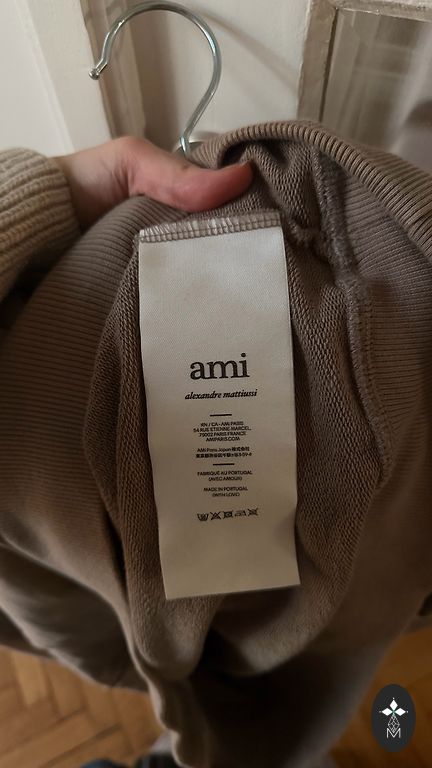 ami
alexandre mattiussi
RN / CA - AMI PARIS
54 RUE ETIENNE-MARCEL,
75002 PARIS FRANCE
AMIPARIS.COM
AMI Paris Japan 株式会社
FABRIQUÉ AU PORTUGAL
(AVEC AMOUR)
MADE IN PORTUGAL
(WITH LOVE)
M